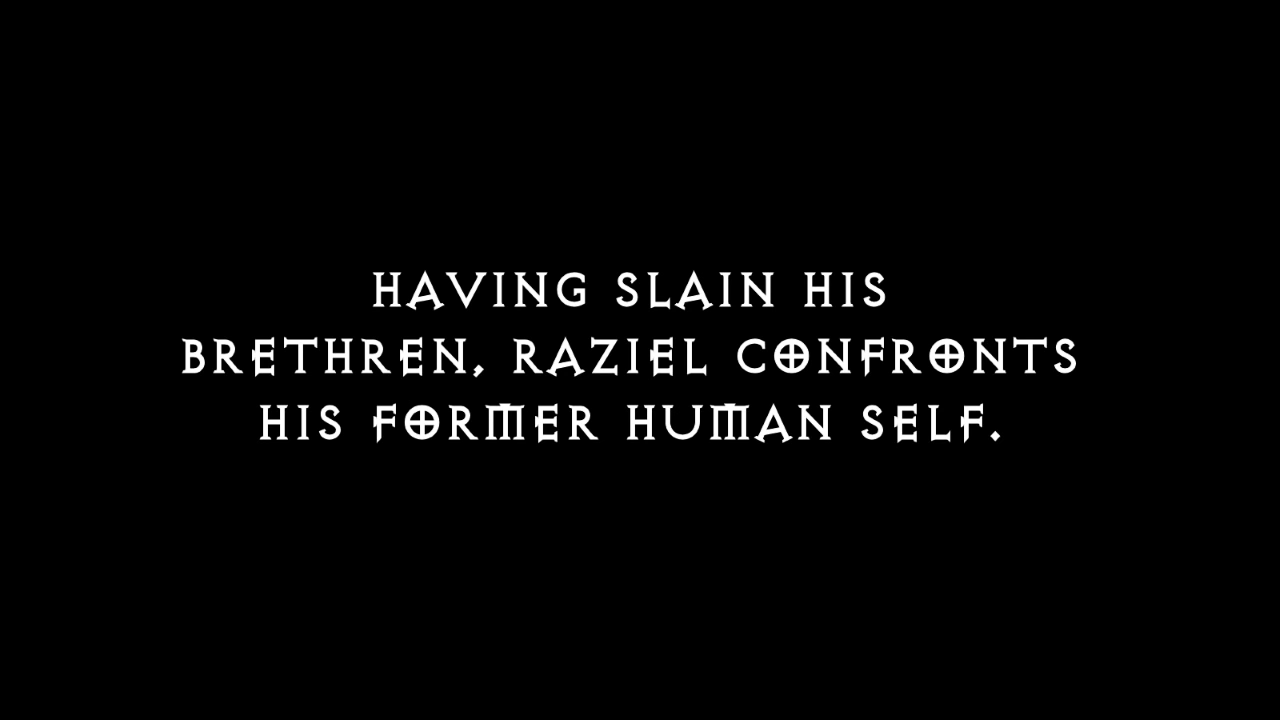 HAVING SLAIN HIS
BRETHREN, RAZIEL CONFRONTS
HIS FORMER HUMAN SELF.